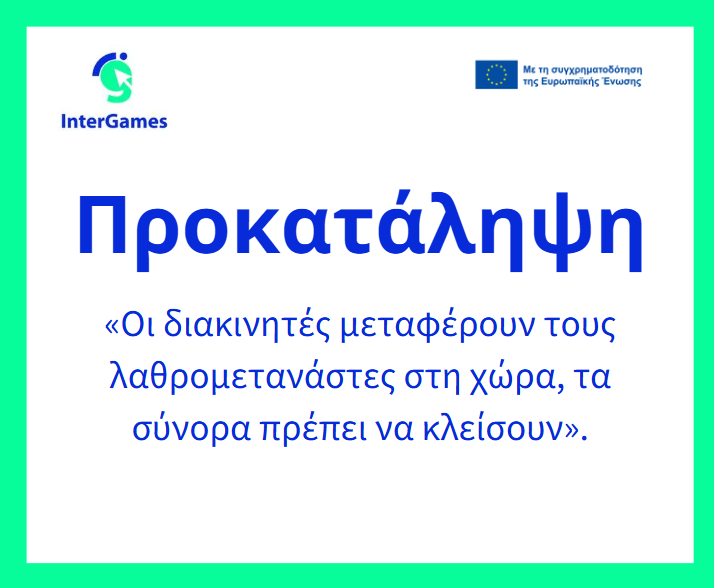 InterGames
Με τη συγχρηματοδότηση
της Ευρωπαϊκής Ένωσης
Προκατάληψη
«Οι διακινητές μεταφέρουν τους
λαθρομετανάστες στη χώρα, τα
σύνορα πρέπει να κλείσουν».